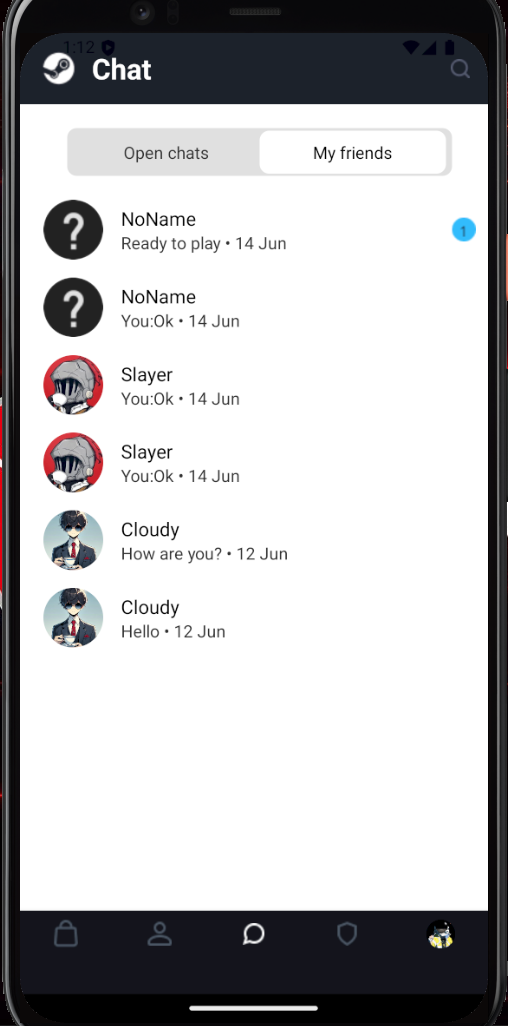 1:12
Chat
Open chats My friends
NoName
Ready to play • 14 Jun
1
NoName
You:Ok • 14 Jun
Slayer
You:Ok • 14 Jun
Slayer
You:Ok • 14 Jun
Cloudy
How are you? • 12 Jun
Cloudy
Hello • 12 Jun